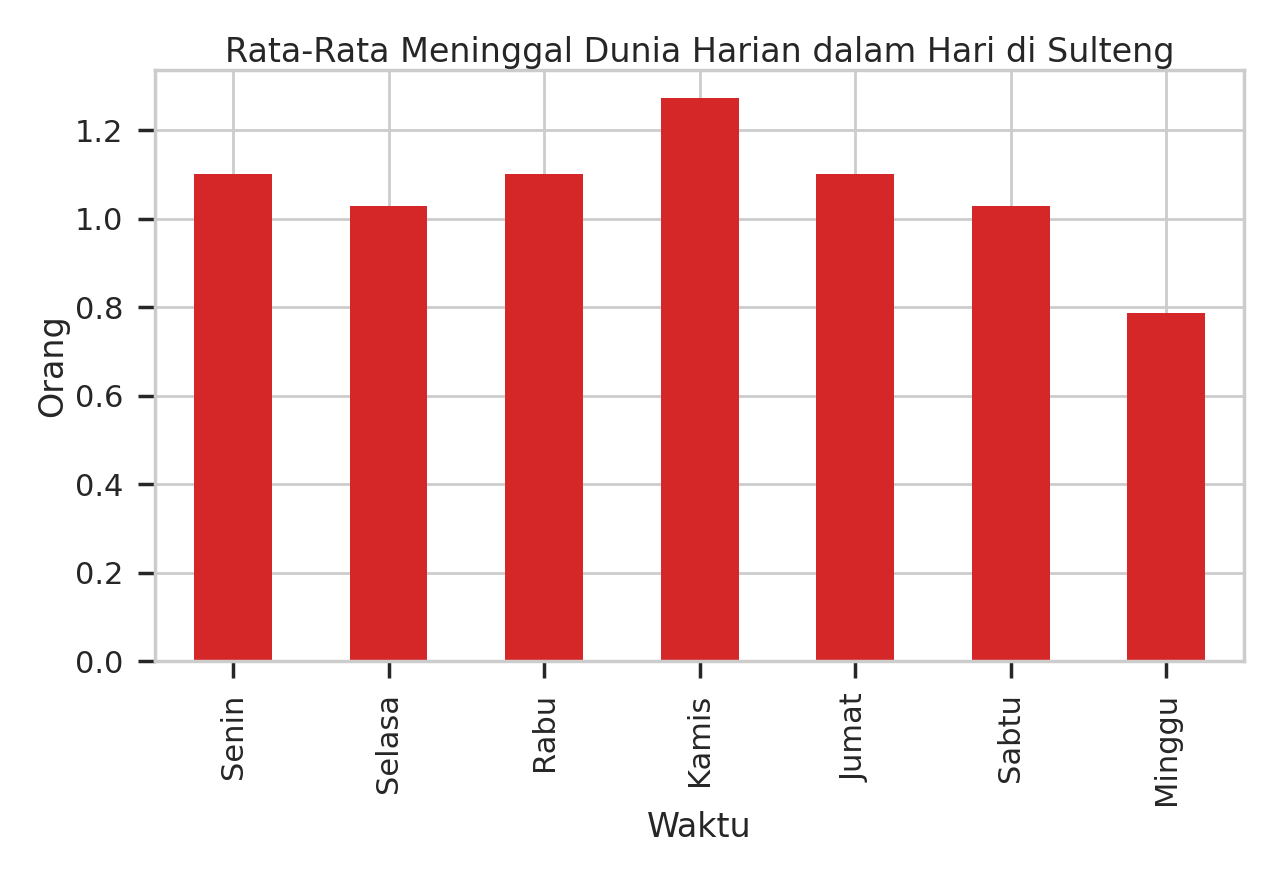 Rata-Rata Meninggal Dunia Harian dalam Hari di Sulteng
Orang
1.2
1.0
0.8
0.6
0.4
0.2
0.0
Senin
Selasa
Rabu
Kamis
Jumat
Sabtu
Minggu
Waktu